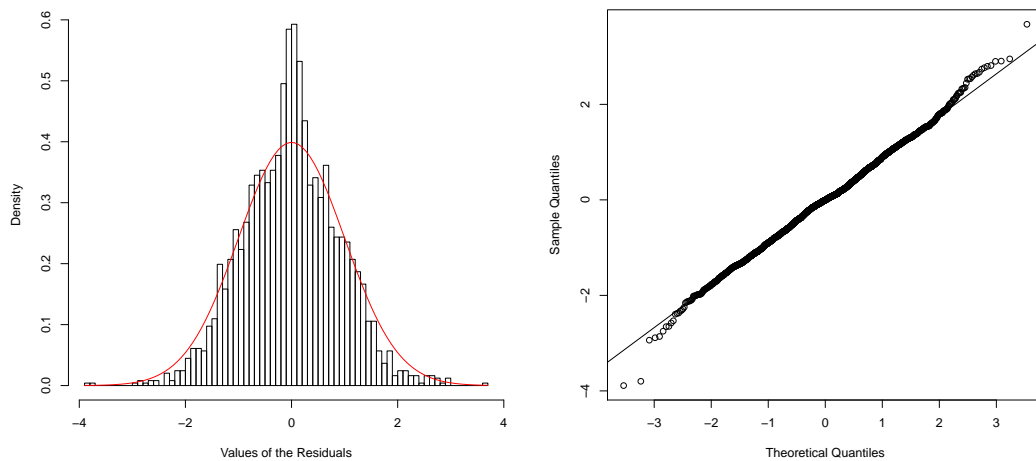 0.6
0.5
0.4
0.3
0.2
0.1
0.0
Density
−4 −2 0 2 4
Values of the Residuals
2
0
−2
−4
Sample Quantiles
−3 −2 −1 0 1 2 3
Theoretical Quantiles